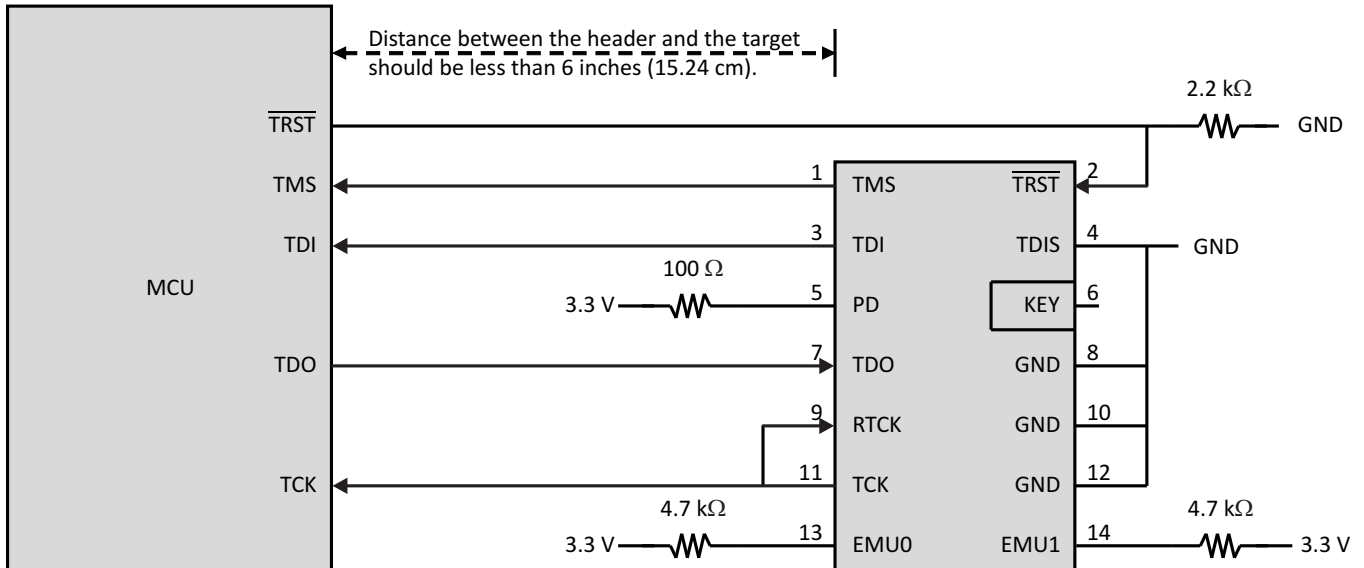 Distance between the header and the target
should be less than 6 inches (15.24 cm).
2.2 kΩ
TRST
GND
TMS
1
TMS
TRST
2
TDI
3
TDI
TDIS
4
GND
MCU
100 Ω
3.3 V
5
PD
KEY
6
TDO
7
TDO
GND
8
9
RTCK
GND
10
TCK
11
TCK
GND
12
4.7 kΩ
4.7 kΩ
3.3 V
13
EMU0
EMU1
14
3.3 V